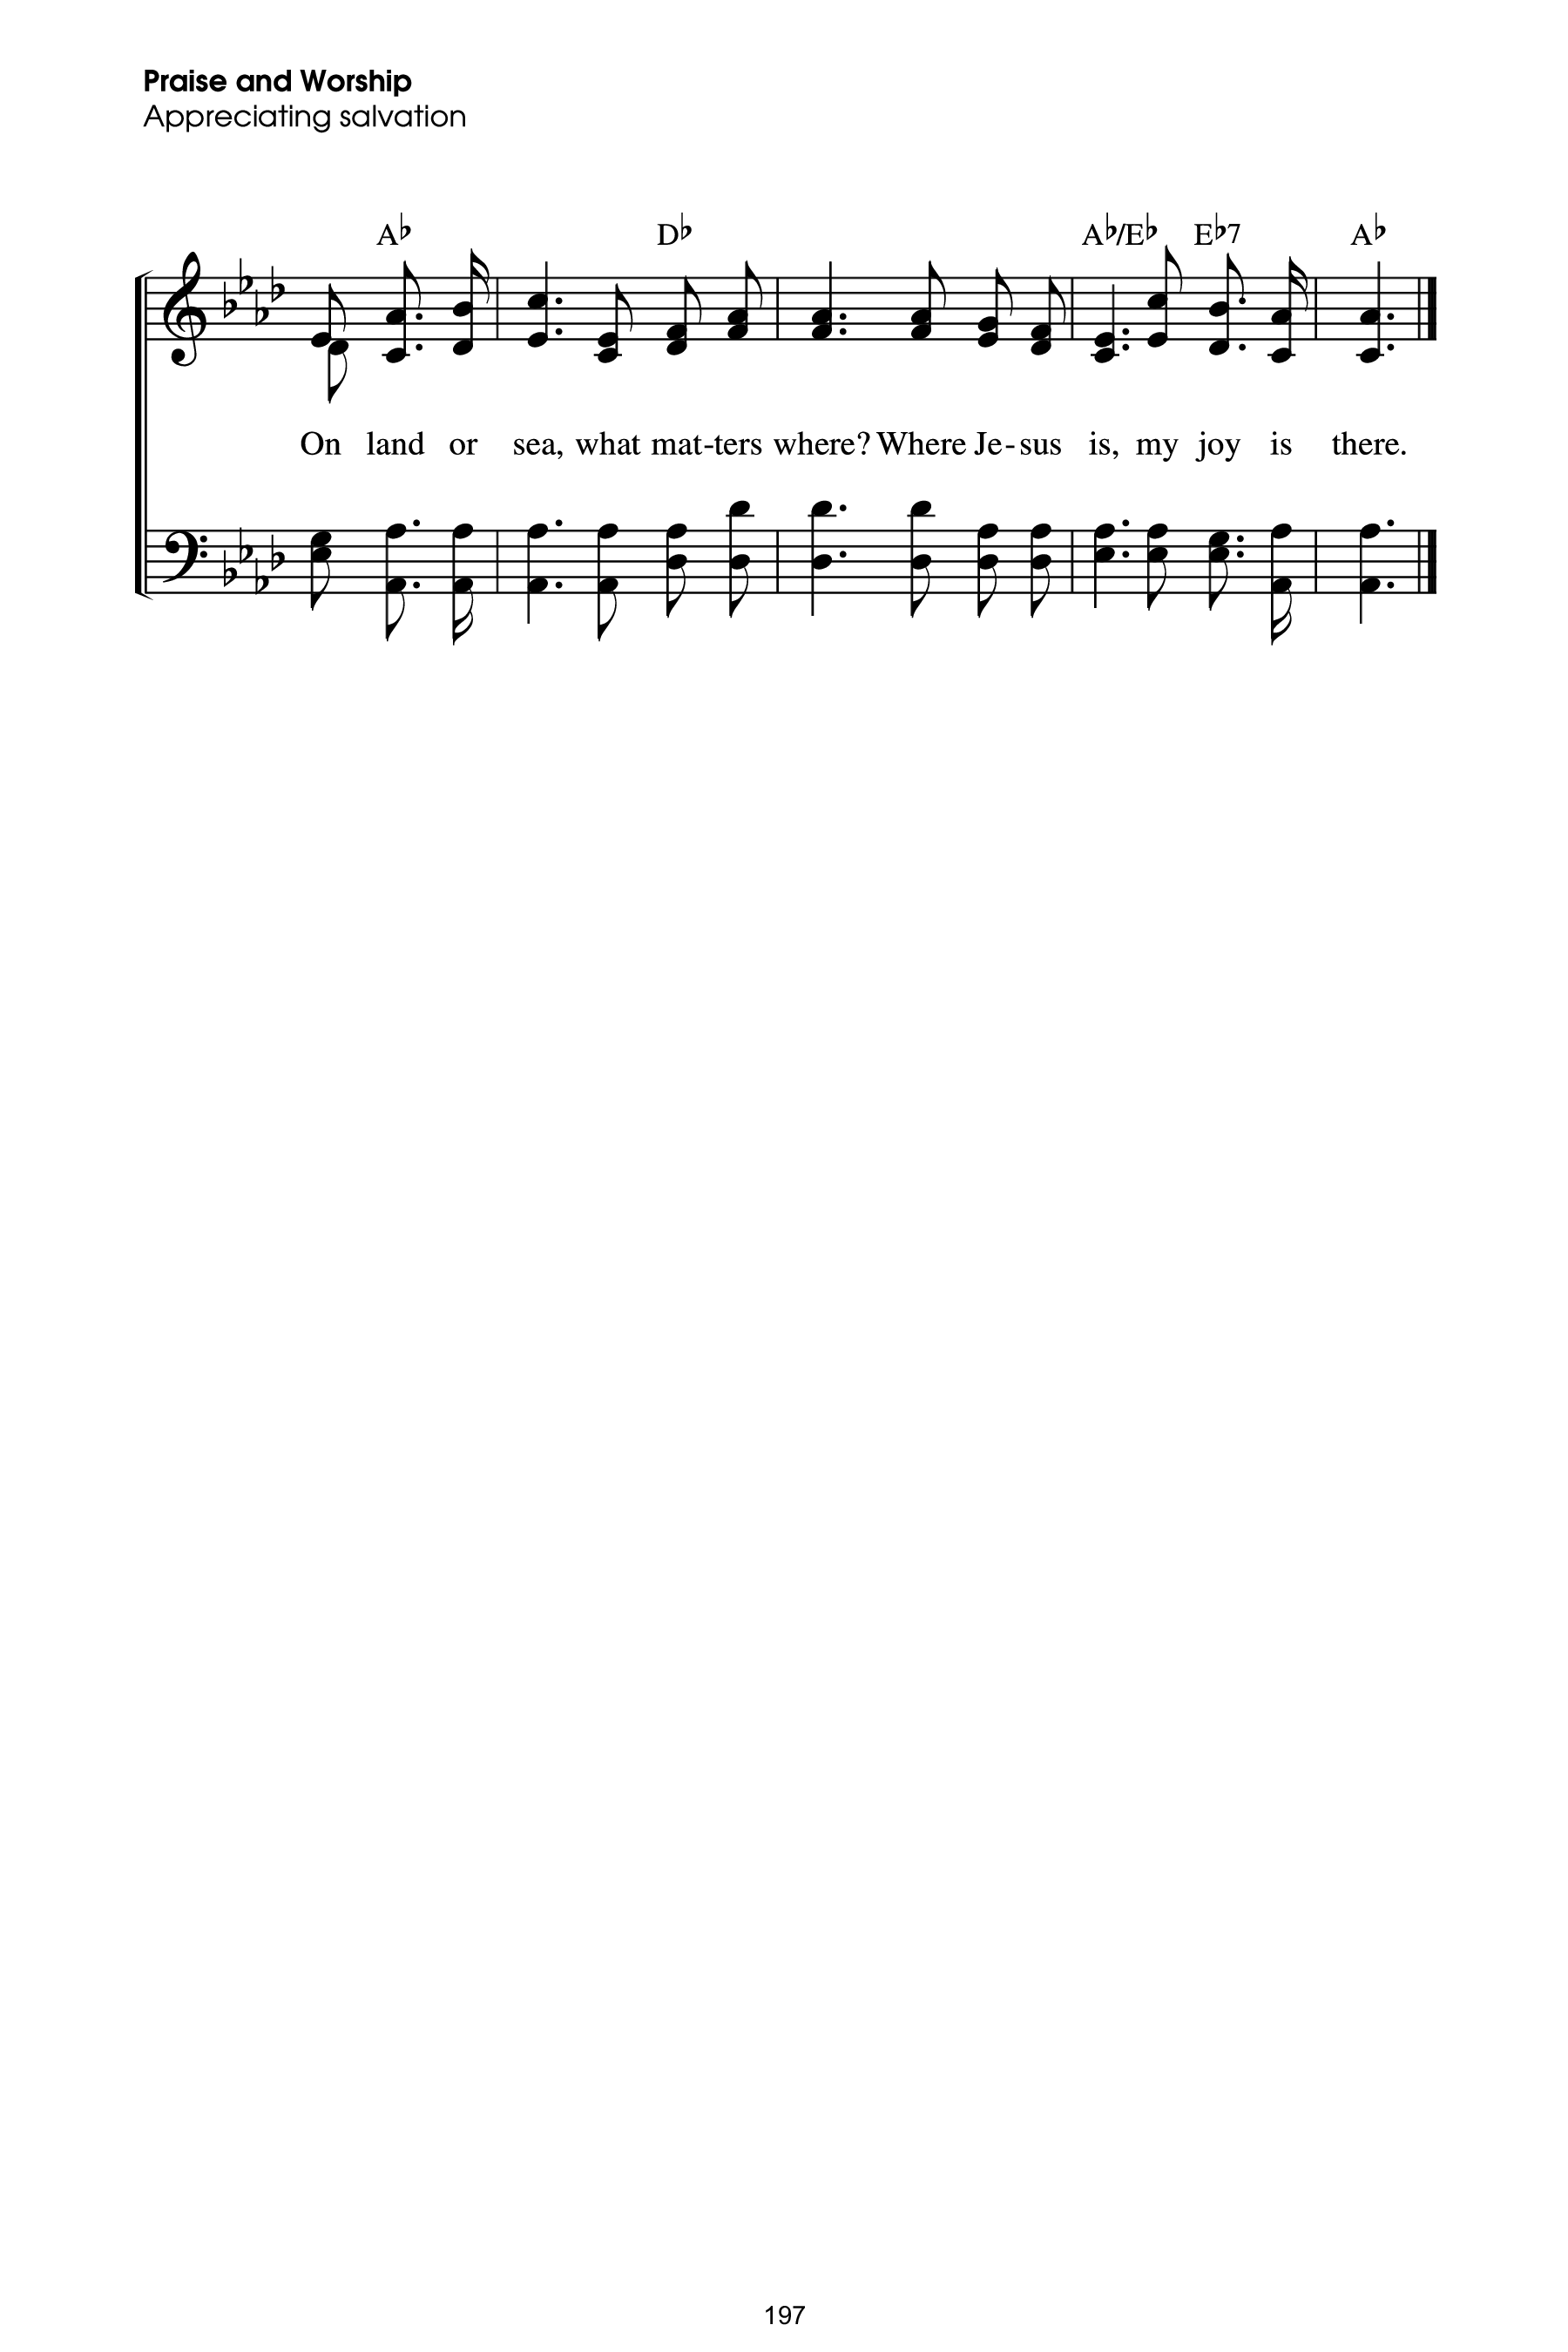 Praise and Worship
Appreciating salvation
A♭ D♭ A♭/E♭ E♭7 A♭
On land or sea, what mat-ters where? Where Je-sus is, my joy is there.
197